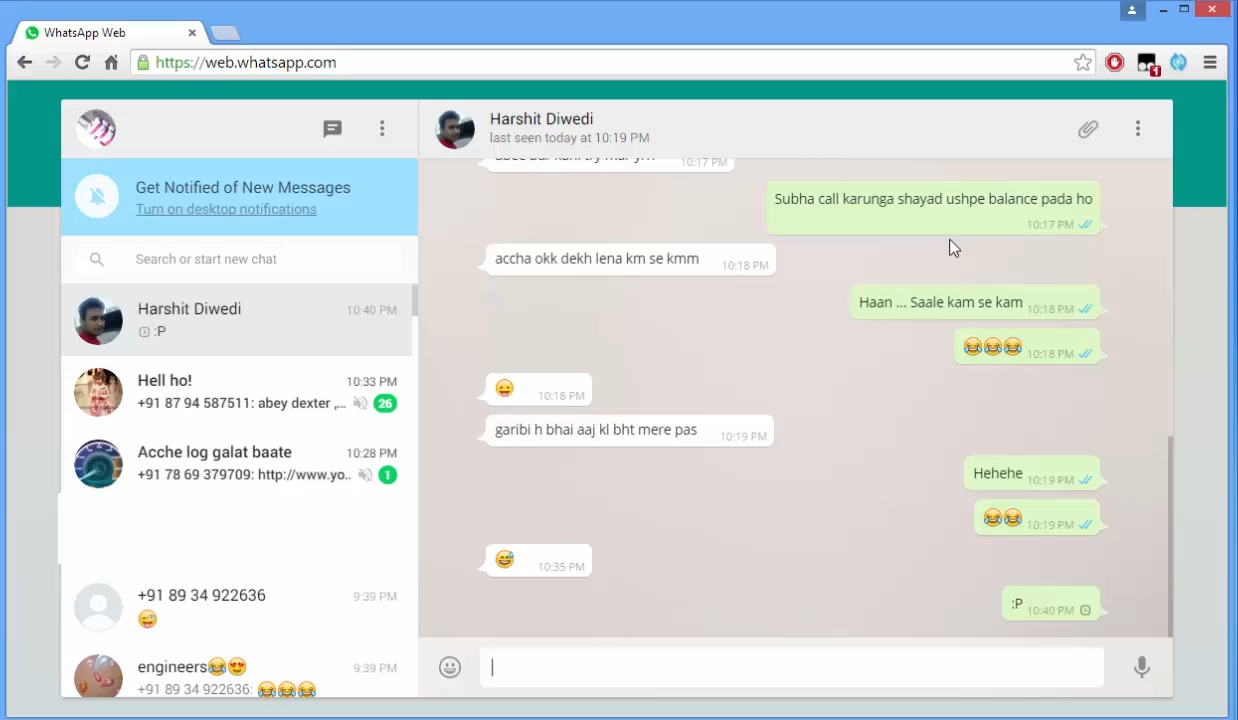 WhatsApp Web
https://web.whatsapp.com
1
Harshit Diwedi
last seen today at 10:19 PM
Get Notified of New Messages
Turn on desktop notifications
Search or start new chat
Harshit Diwedi 10:40 PM
:P
Hell ho! 10:33 PM
+91 87 94 587511: abey dexter ,... 26
Acche log galat baate 10:28 PM
+91 78 69 379709: http://www.yo.. 1
+91 89 34 922636 9:39 PM
😜
engineers😂😍 9:39 PM
+91 89 34 922636: 😂😂😂
10:17 PM
Subha call karunga shayad ushpe balance pada ho
10:17 PM
accha okk dekh lena km se kmm 10:18 PM
Haan ... Saale kam se kam 10:18 PM
😂😂😂 10:18 PM
😀 10:18 PM
garibi h bhai aaj kl bht mere pas 10:19 PM
Hehehe 10:19 PM
😂😂 10:19 PM
😅 10:35 PM
:P 10:40 PM